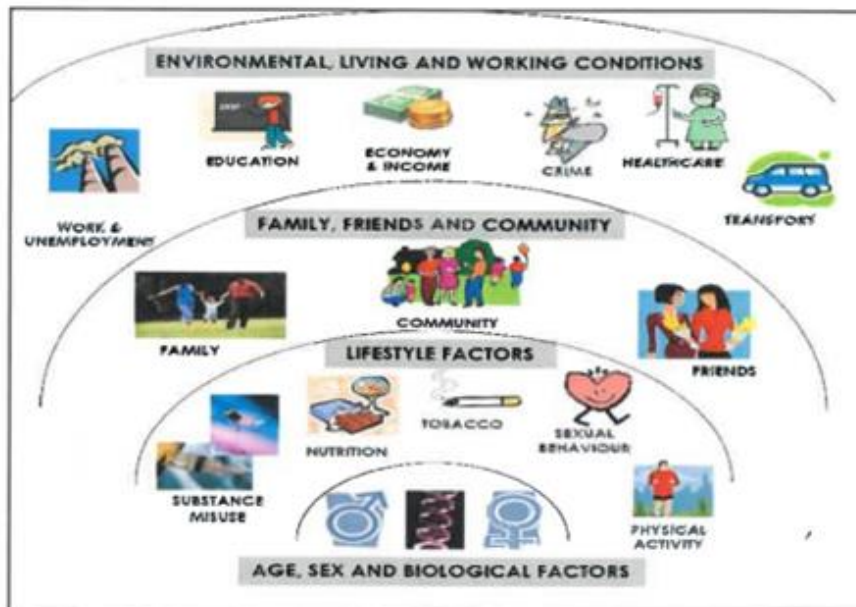 ENVIRONMENTAL, LIVING AND WORKING CONDITIONS
EDUCATION
ECONOMY
& INCOME
CRIME
HEALTHCARE
WORK &
UNEMPLOYMENT
TRANSPORT
FAMILY, FRIENDS AND COMMUNITY
FAMILY
COMMUNITY
FRIENDS
LIFESTYLE FACTORS
NUTRITION
TOBACCO
SEXUAL
BEHAVIOUR
SUBSTANCE
MISUSE
PHYSICAL
ACTIVITY
AGE, SEX AND BIOLOGICAL FACTORS